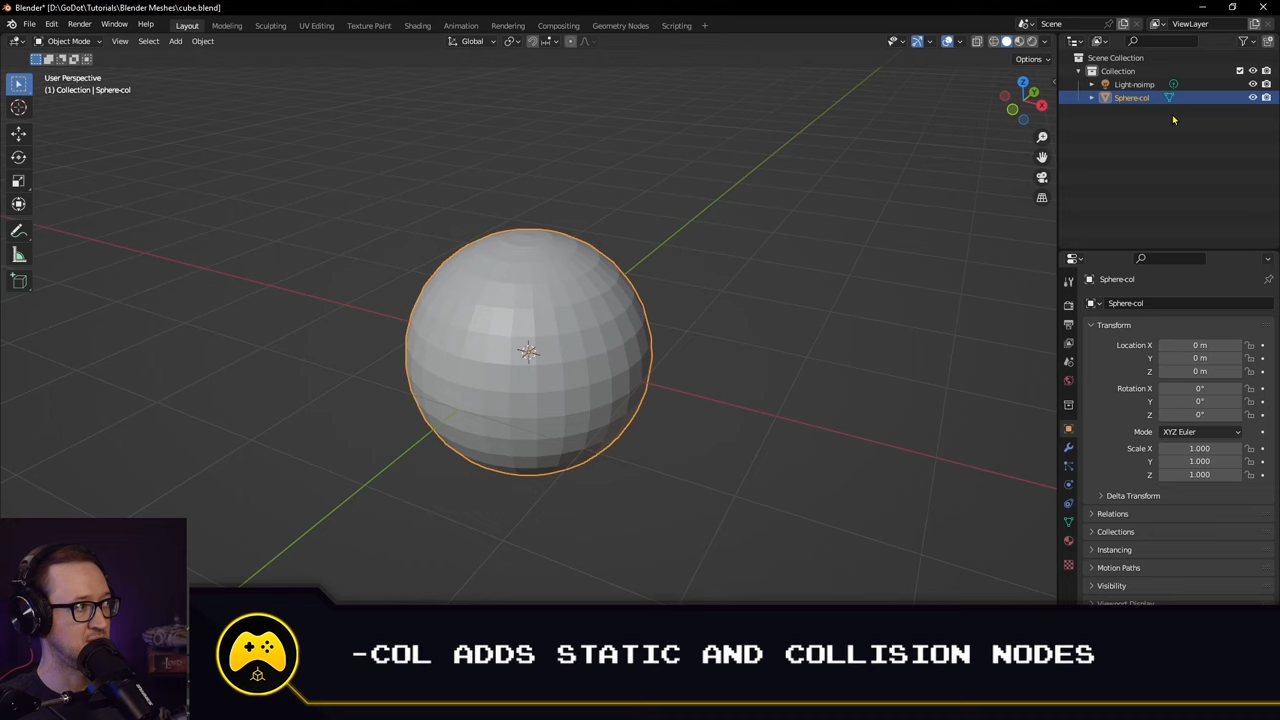 Blender* [D:\GoDot\Tutorials\Blender Meshes\cube.blend]
File Edit Render Window Help Layout Modeling Sculpting UV Editing Texture Paint Shading Animation Rendering Compositing Geometry Nodes Scripting + Scene ViewLayer
Object Mode View Select Add Object Global
Options
User Perspective
(1) Collection | Sphere-col
Z
Y
X
Scene Collection
Collection
Light-noimp
Sphere-col
Sphere-col
Sphere-col
Transform
Location X 0 m
Y 0 m
Z 0 m
Rotation X 0°
Y 0°
Z 0°
Mode XYZ Euler
Scale X 1.000
Y 1.000
Z 1.000
Delta Transform
Relations
Collections
Instancing
Motion Paths
Visibility
Viewport Display
-COL ADDS STATIC AND COLLISION NODES